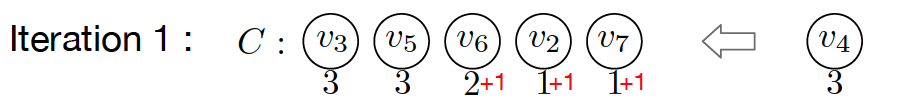 Iteration 1 : C : v₃ v₅ v₆ v₂ v₇ v₄
3 3 2+1 1+1 1+1 3